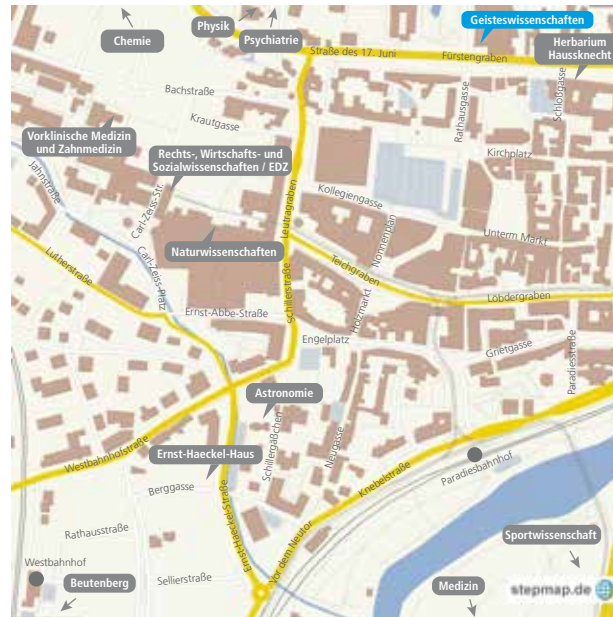 Geisteswissenschaften
Physik
Chemie
Psychiatrie
Straße des 17. Juni
Fürstengraben
Herbarium
Haussknecht
Bachstraße
Rathausgasse
Schloßgasse
Krautgasse
Vorklinische Medizin
und Zahnmedizin
Rechts-, Wirtschafts- und
Sozialwissenschaften / EDZ
Kirchplatz
Jahnstraße
Carl-Zeiss-Str.
Kollegiengasse
Leutragraben
Nonnenplan
Unterm Markt
Lutherstraße
Carl-Zeiss-Platz
Naturwissenschaften
Teichgraben
Löbdergraben
Ernst-Abbe-Straße
Schillerstraße
Holzmarkt
Engelplatz
Grietgasse
Paradiesstraße
Astronomie
Westbahnhofstraße
Ernst-Haeckel-Haus
Schillergäßchen
Neugasse
Knebelstraße
Paradiesbahnhof
Berggasse
Ernst-Haeckel-Straße
Rathausstraße
Vor dem Neutor
Sportwissenschaft
Westbahnhof
Beutenberg
Sellierstraße
Medizin
stepmap.de